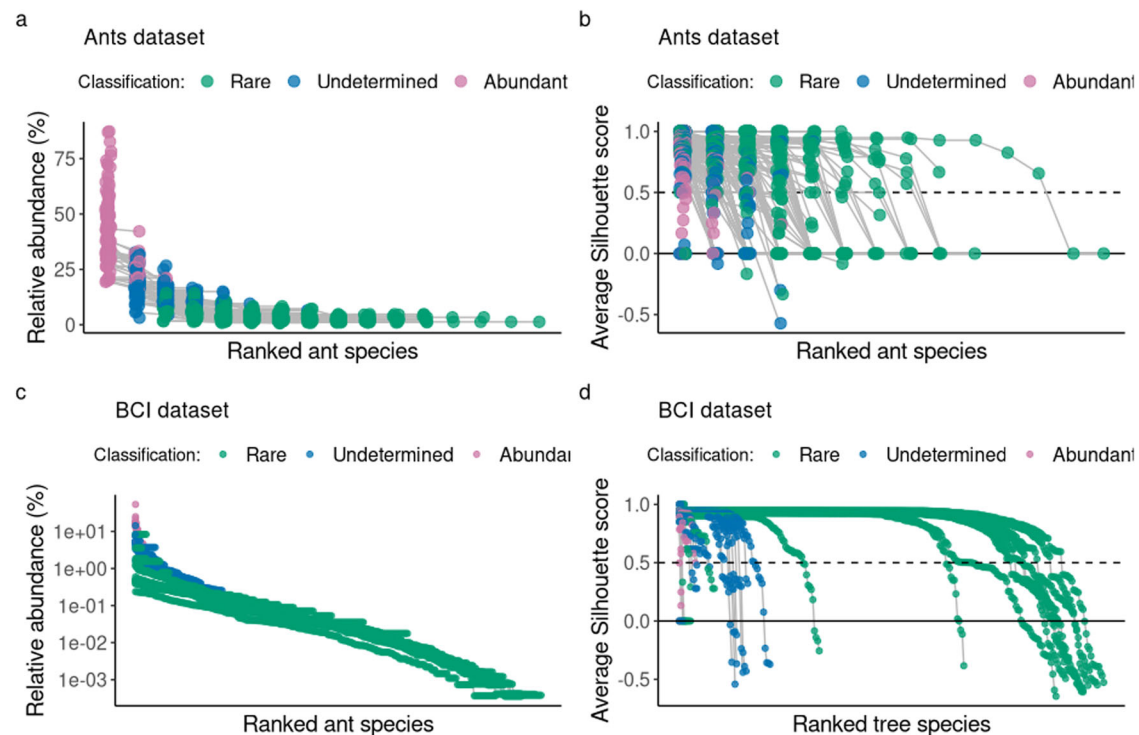 a
Ants dataset
Classification: Rare Undetermined Abundant
Relative abundance (%)
75
50
25
0
Ranked ant species
b
Ants dataset
Classification: Rare Undetermined Abundant
Average Silhouette score
1.0
0.5
0.0
-0.5
Ranked ant species
c
BCI dataset
Classification: Rare Undetermined Abundar
Relative abundance (%)
1e+01
1e+00
1e-01
1e-02
1e-03
Ranked ant species
d
BCI dataset
Classification: Rare Undetermined Abundant
Average Silhouette score
1.0
0.5
0.0
-0.5
Ranked tree species